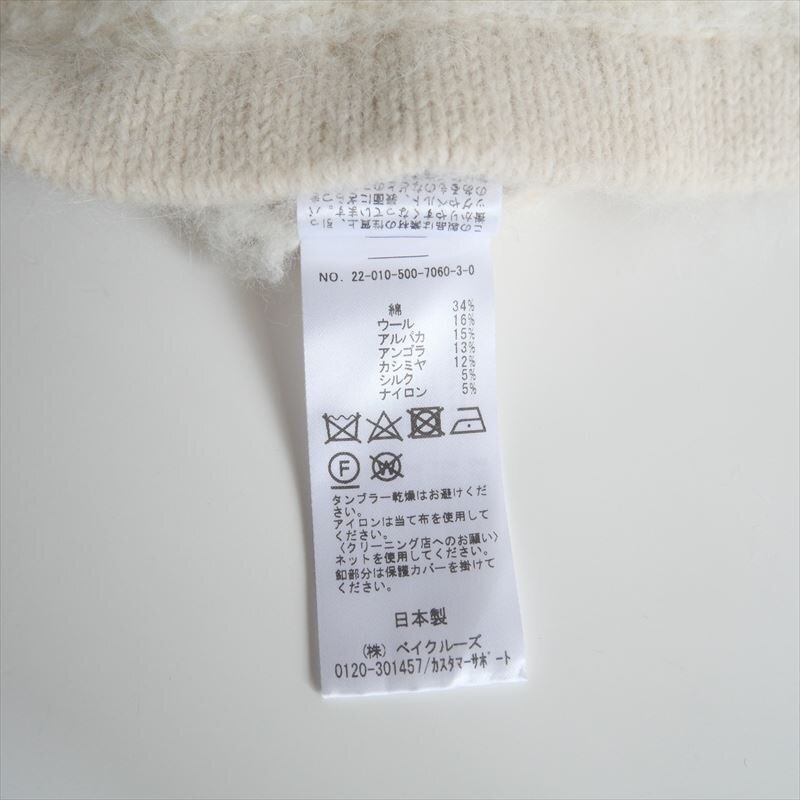 NO. 22-010-500-7060-3-0
綿 34%
ウール 16%
アルパカ 15%
アンゴラ 13%
カシミヤ 12%
シルク 5%
ナイロン 5%
F W
タンブラー乾燥はお避けくだ
さい。
アイロンは当て布を使用して
ください。
〈クリーニング店へのお願い〉
ネットを使用してください。
釦部分は保護カバーを掛けて
ください。
日本製
(株) ベイクルーズ
0120-301457/カスタマーサポート